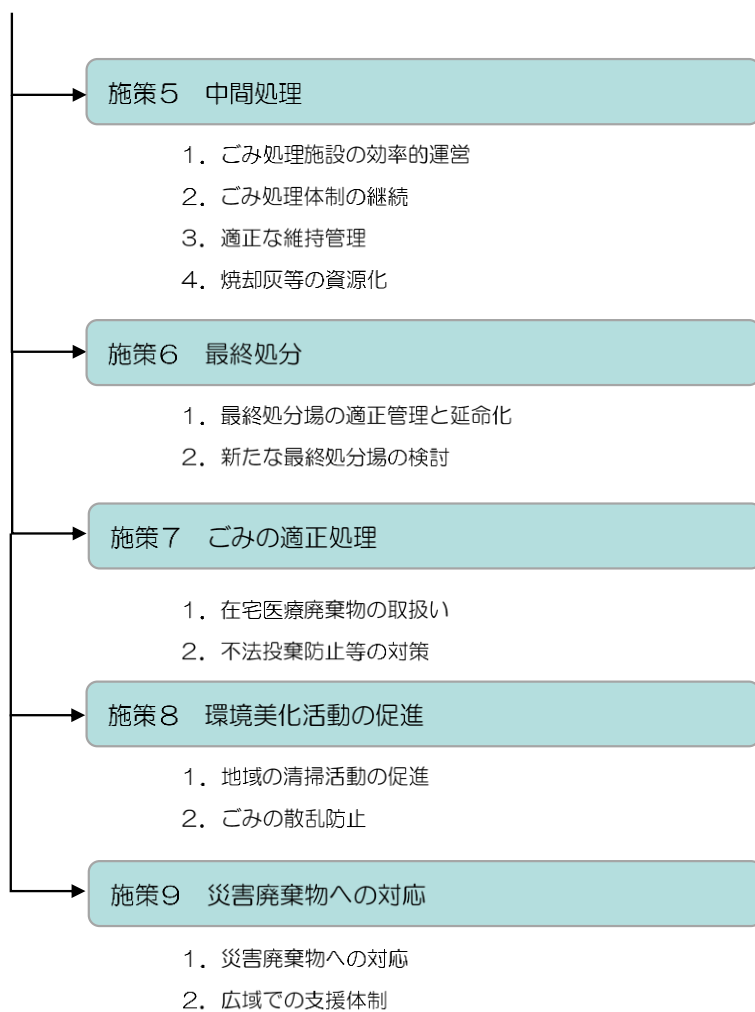 施策５　中間処理
１．ごみ処理施設の効率的運営
２．ごみ処理体制の継続
３．適正な維持管理
４．焼却灰等の資源化
施策６　最終処分
１．最終処分場の適正管理と延命化
２．新たな最終処分場の検討
施策７　ごみの適正処理
１．在宅医療廃棄物の取扱い
２．不法投棄防止等の対策
施策８　環境美化活動の促進
１．地域の清掃活動の促進
２．ごみの散乱防止
施策９　災害廃棄物への対応
１．災害廃棄物への対応
２．広域での支援体制